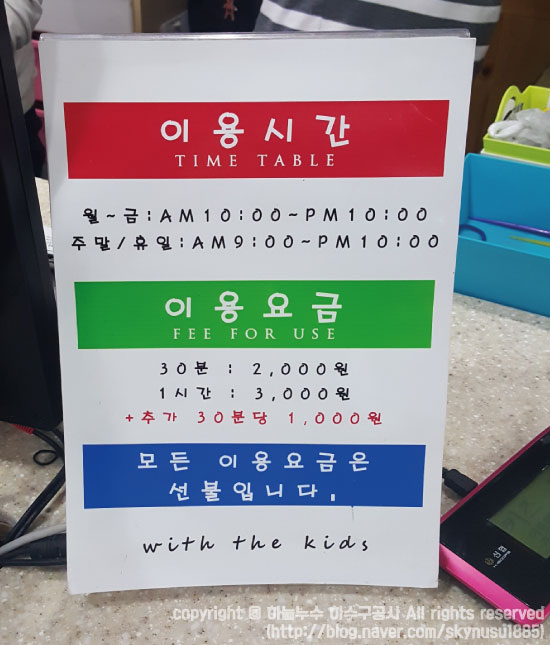 이용시간
TIME TABLE
월~금:AM10:00~PM10:00
주말/휴일:AM9:00~PM10:00
이용요금
FEE FOR USE
30분 : 2,000원
1시간 : 3,000원
+추가 30분당 1,000원
모든 이용요금은
선불입니다.
with the kids
신협
copyright © 하늘누수 하수구공사 All rights reserved
(http://blog.naver.com/skynusu1885)